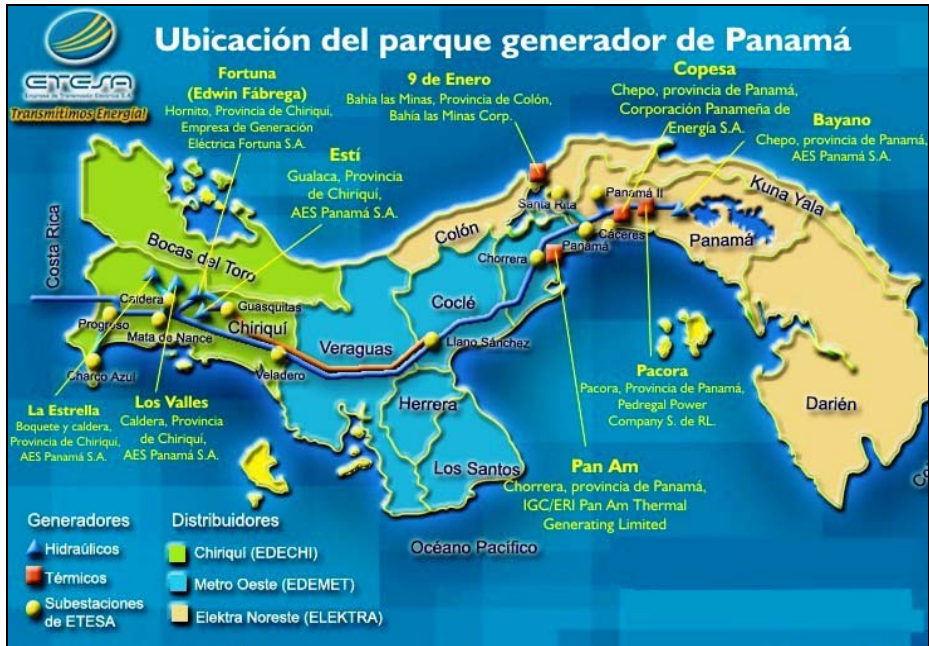 Ubicación del parque generador de Panamá
ETESA
Empresa de Transmisión Eléctrica S.A.
Transmitimos Energía!
Fortuna
(Edwin Fábrega)
Hornito, Provincia de Chiriquí,
Empresa de Generación
Eléctrica Fortuna S.A.
9 de Enero
Bahía las Minas, Provincia de Colón,
Bahía las Minas Corp.
Copesa
Chepo, provincia de Panamá,
Corporación Panameña de
Energía S.A.
Bayano
Chepo, provincia de Panamá,
AES Panamá S.A.
Estí
Gualaca, Provincia
de Chiriquí,
AES Panamá S.A.
Costa Rica
Bocas del Toro
Colón
Santa Rita
Panamá II
Kuna Yala
Cáceres
Panamá
Panamá
Chorrera
Coclé
Caldera
Guasquitas
Progreso
Mata de Nance
Chiriquí
Veraguas
Llano Sánchez
Charco Azul
Veladero
Herrera
Los Santos
Darién
Co
La Estrella
Boquete y caldera,
Provincia de Chiriquí,
AES Panamá S.A.
Los Valles
Caldera, Provincia
de Chiriquí,
AES Panamá S.A.
Pacora
Pacora, Provincia de Panamá,
Pedregal Power
Company S. de RL.
Pan Am
Chorrera, provincia de Panamá,
IGC/ERI Pan Am Thermal
Generating Limited
Océano Pacífico
Generadores
Hidraúlicos
Térmicos
Subestaciones
de ETESA
Distribuidores
Chiriquí (EDECHI)
Metro Oeste (EDEMET)
Elektra Noreste (ELEKTRA)